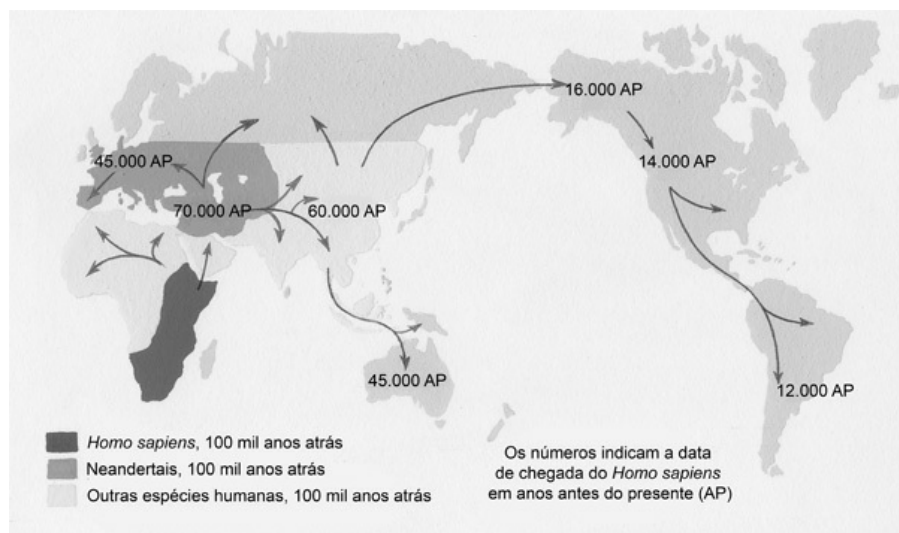 16.000 AP
45.000 AP
14.000 AP
70.000 AP
60.000 AP
45.000 AP
12.000 AP
Homo sapiens, 100 mil anos atrás
Neandertais, 100 mil anos atrás
Outras espécies humanas, 100 mil anos atrás
Os números indicam a data
de chegada do Homo sapiens
em anos antes do presente (AP)